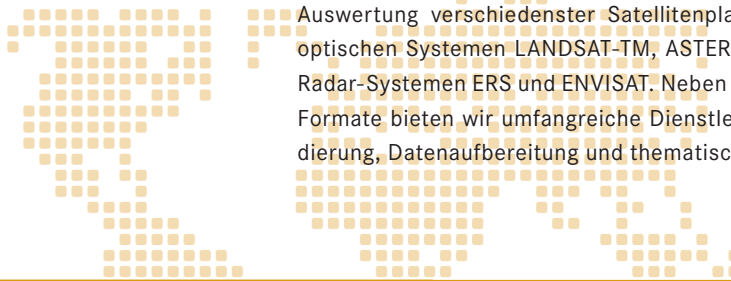 Auswertung verschiedenster Satellitenpla
optischen Systemen LANDSAT-TM, ASTER
Radar-Systemen ERS und ENVISAT. Neben
Formate bieten wir umfangreiche Dienstle
dierung, Datenaufbereitung und thematisc